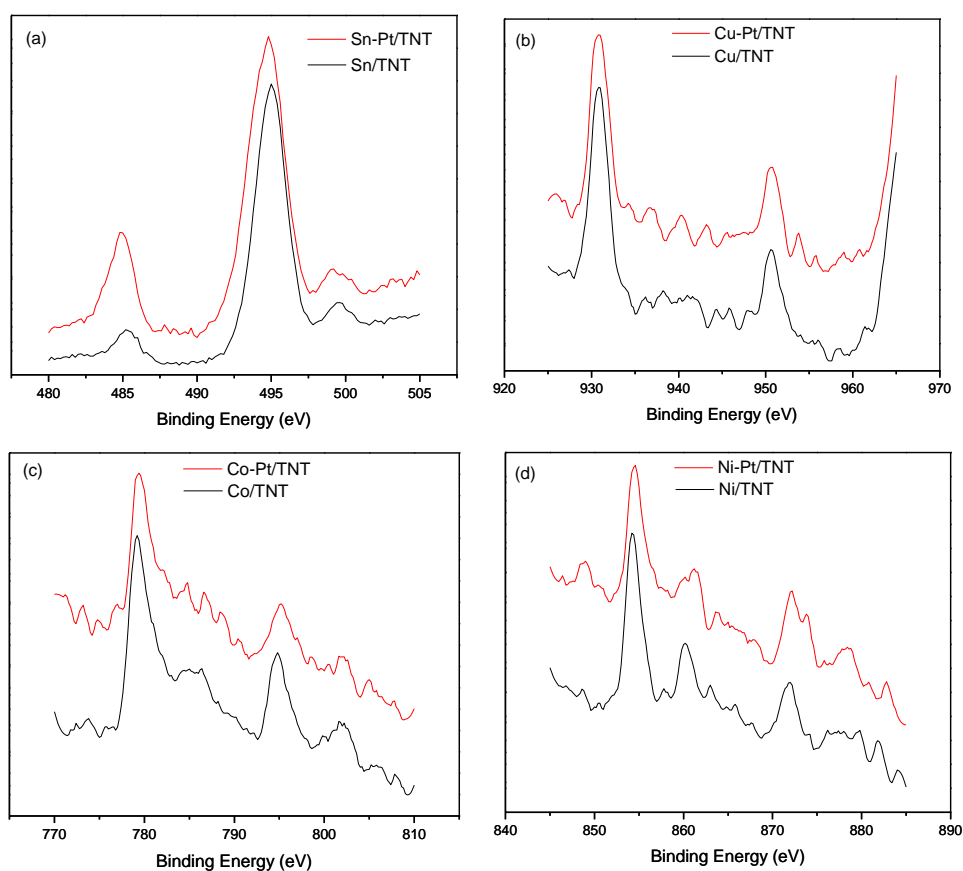 (a)
Sn-Pt/TNT
Sn/TNT
480 485 490 495 500 505
Binding Energy (eV)
(b)
Cu-Pt/TNT
Cu/TNT
920 930 940 950 960 970
Binding Energy (eV)
(c)
Co-Pt/TNT
Co/TNT
770 780 790 800 810
Binding Energy (eV)
(d)
Ni-Pt/TNT
Ni/TNT
840 850 860 870 880 890
Binding Energy (eV)